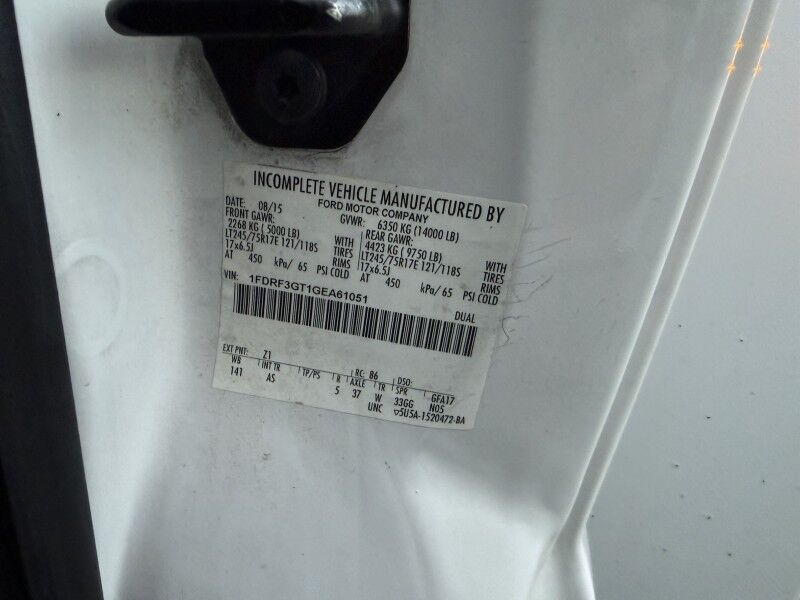 INCOMPLETE VEHICLE MANUFACTURED BY
FORD MOTOR COMPANY
DATE: 08/15 GVWR: 6350 KG (14000 LB)
FRONT GAWR: REAR GAWR:
2268 KG ( 5000 LB) WITH 4423 KG ( 9750 LB) WITH
LT245/75R17E 121/118S TIRES LT245/75R17E 121/118S TIRES
17x6.5J RIMS 17x6.5J RIMS
AT 450 kPa/ 65 PSI COLD AT 450 kPa/ 65 PSI COLD
VIN: 1FDRF3GT1GEA61051 DUAL
EXT PNT: Z1 RC: B6 DSO:
WB INT TR TP/PS R AXLE TR SPR GFA17
141 AS 5 37 W 33GG N05
UNC ▽5U5A-1520472-BA